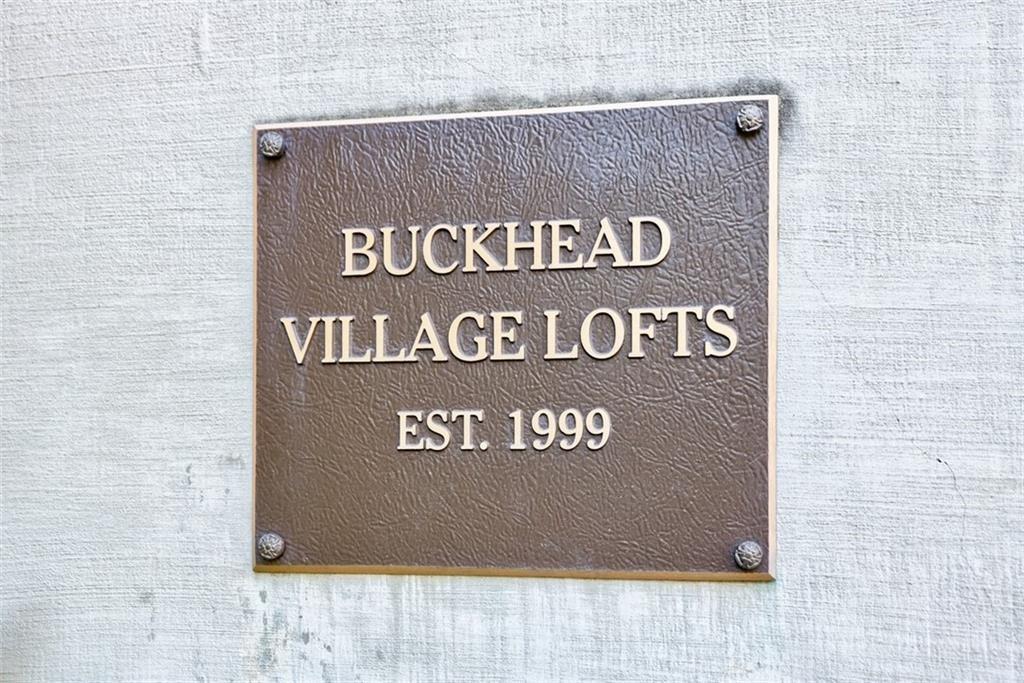 BUCKHEAD
VILLAGE LOFTS
EST. 1999